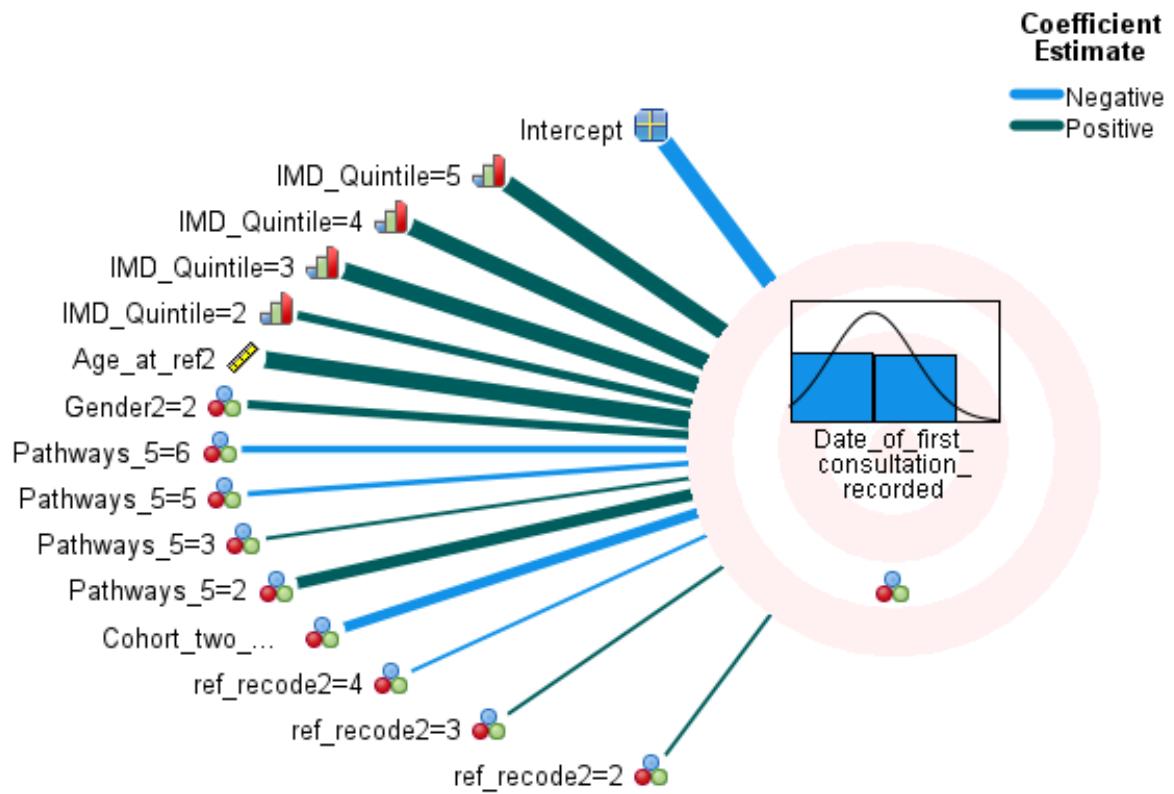 Coefficient
Estimate
Negative
Positive
Intercept
IMD_Quintile=5
IMD_Quintile=4
IMD_Quintile=3
IMD_Quintile=2
Age_at_ref2
Gender2=2
Pathways_5=6
Pathways_5=5
Pathways_5=3
Pathways_5=2
Cohort_two_...
ref_recode2=4
ref_recode2=3
ref_recode2=2
Date_of_first_
consultation_
recorded